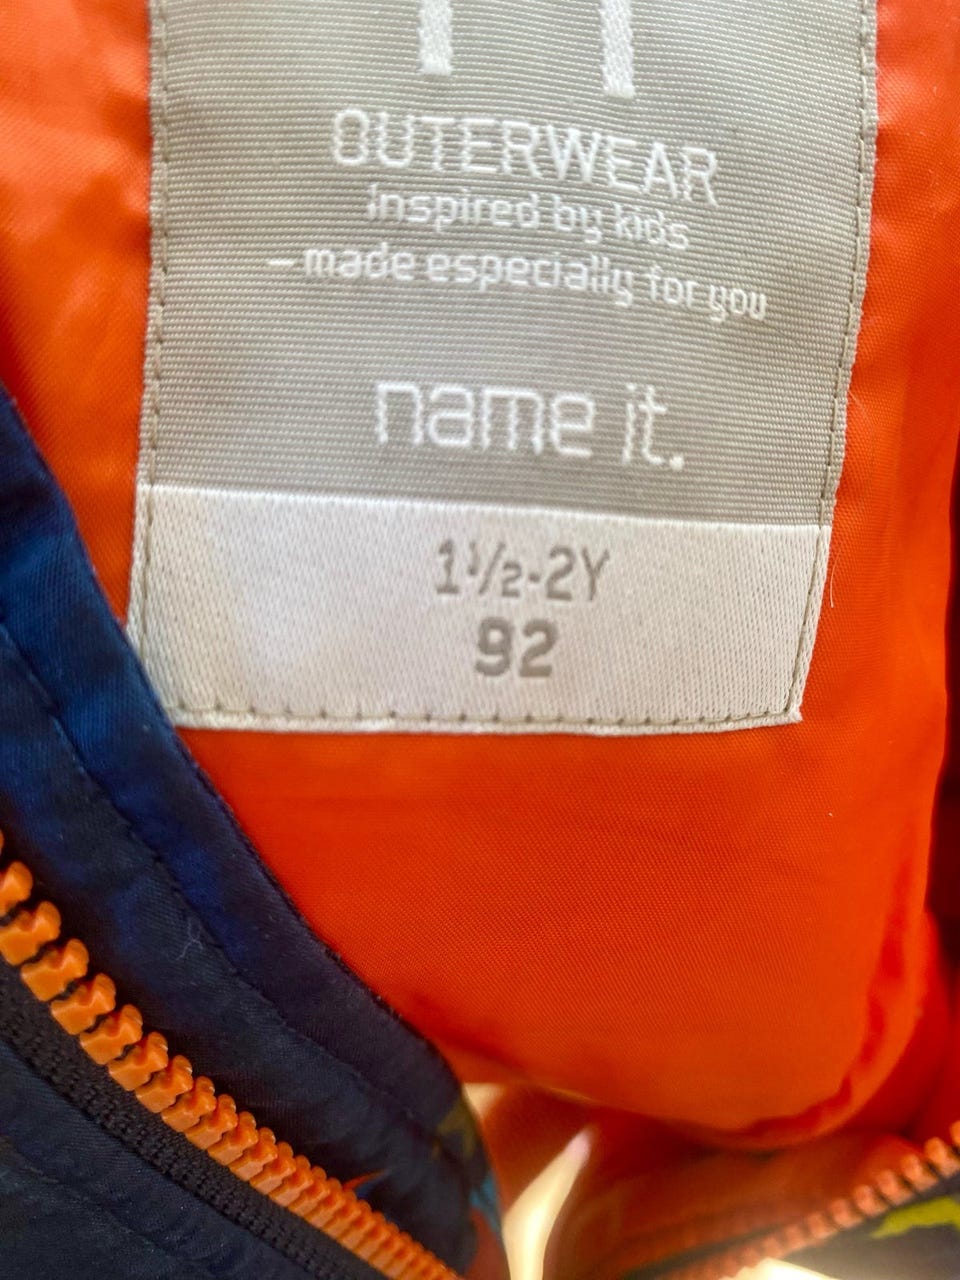 OUTERWEAR
Inspired by kids
– made especially for you
name it.
1½-2Y
92